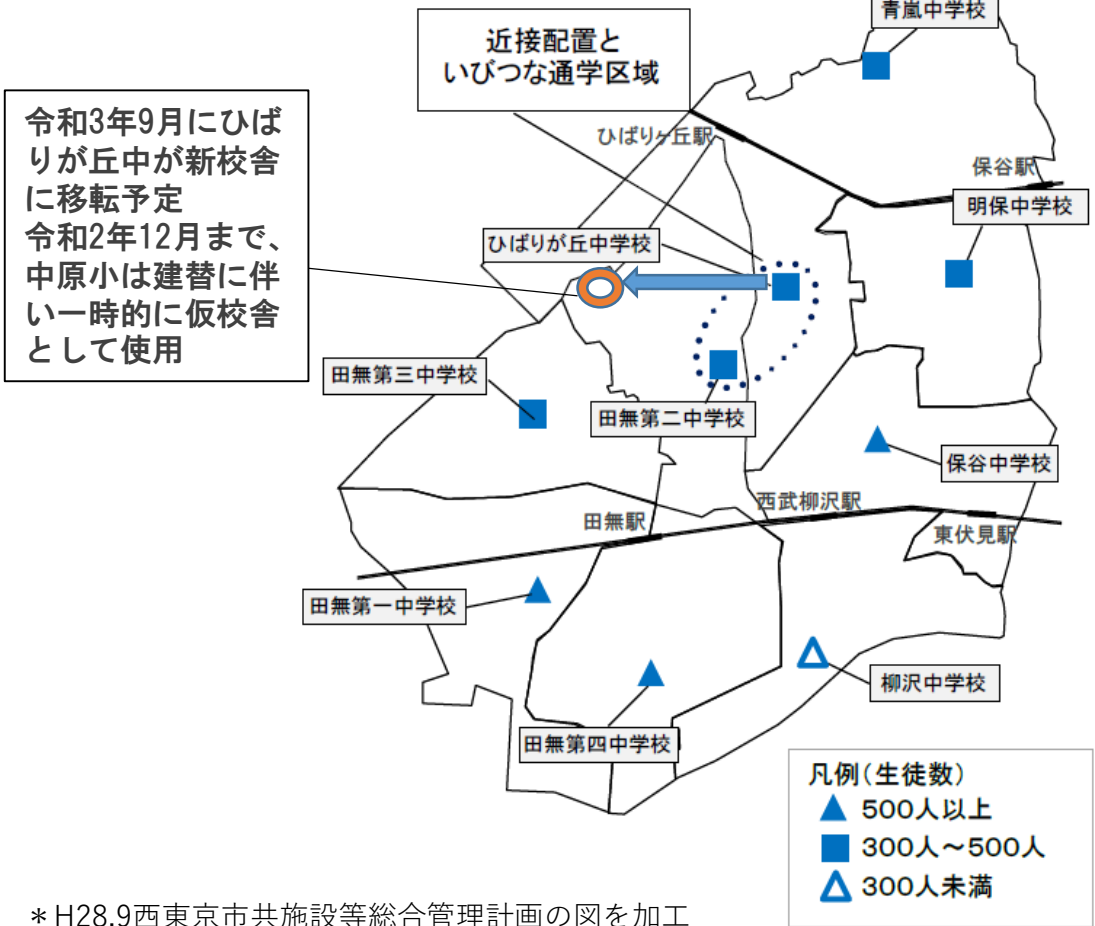 青嵐中学校
近接配置と
いびつな通学区域
令和3年9月にひば
りが丘中が新校舎
に移転予定
令和2年12月まで、
中原小は建替に伴
い一時的に仮校舎
として使用
ひばりヶ丘駅
保谷駅
明保中学校
ひばりが丘中学校
田無第三中学校
田無第二中学校
保谷中学校
西武柳沢駅
田無駅
東伏見駅
田無第一中学校
柳沢中学校
田無第四中学校
凡例(生徒数)
500人以上
300人～500人
300人未満
＊H28.9西東京市共施設等総合管理計画の図を加工